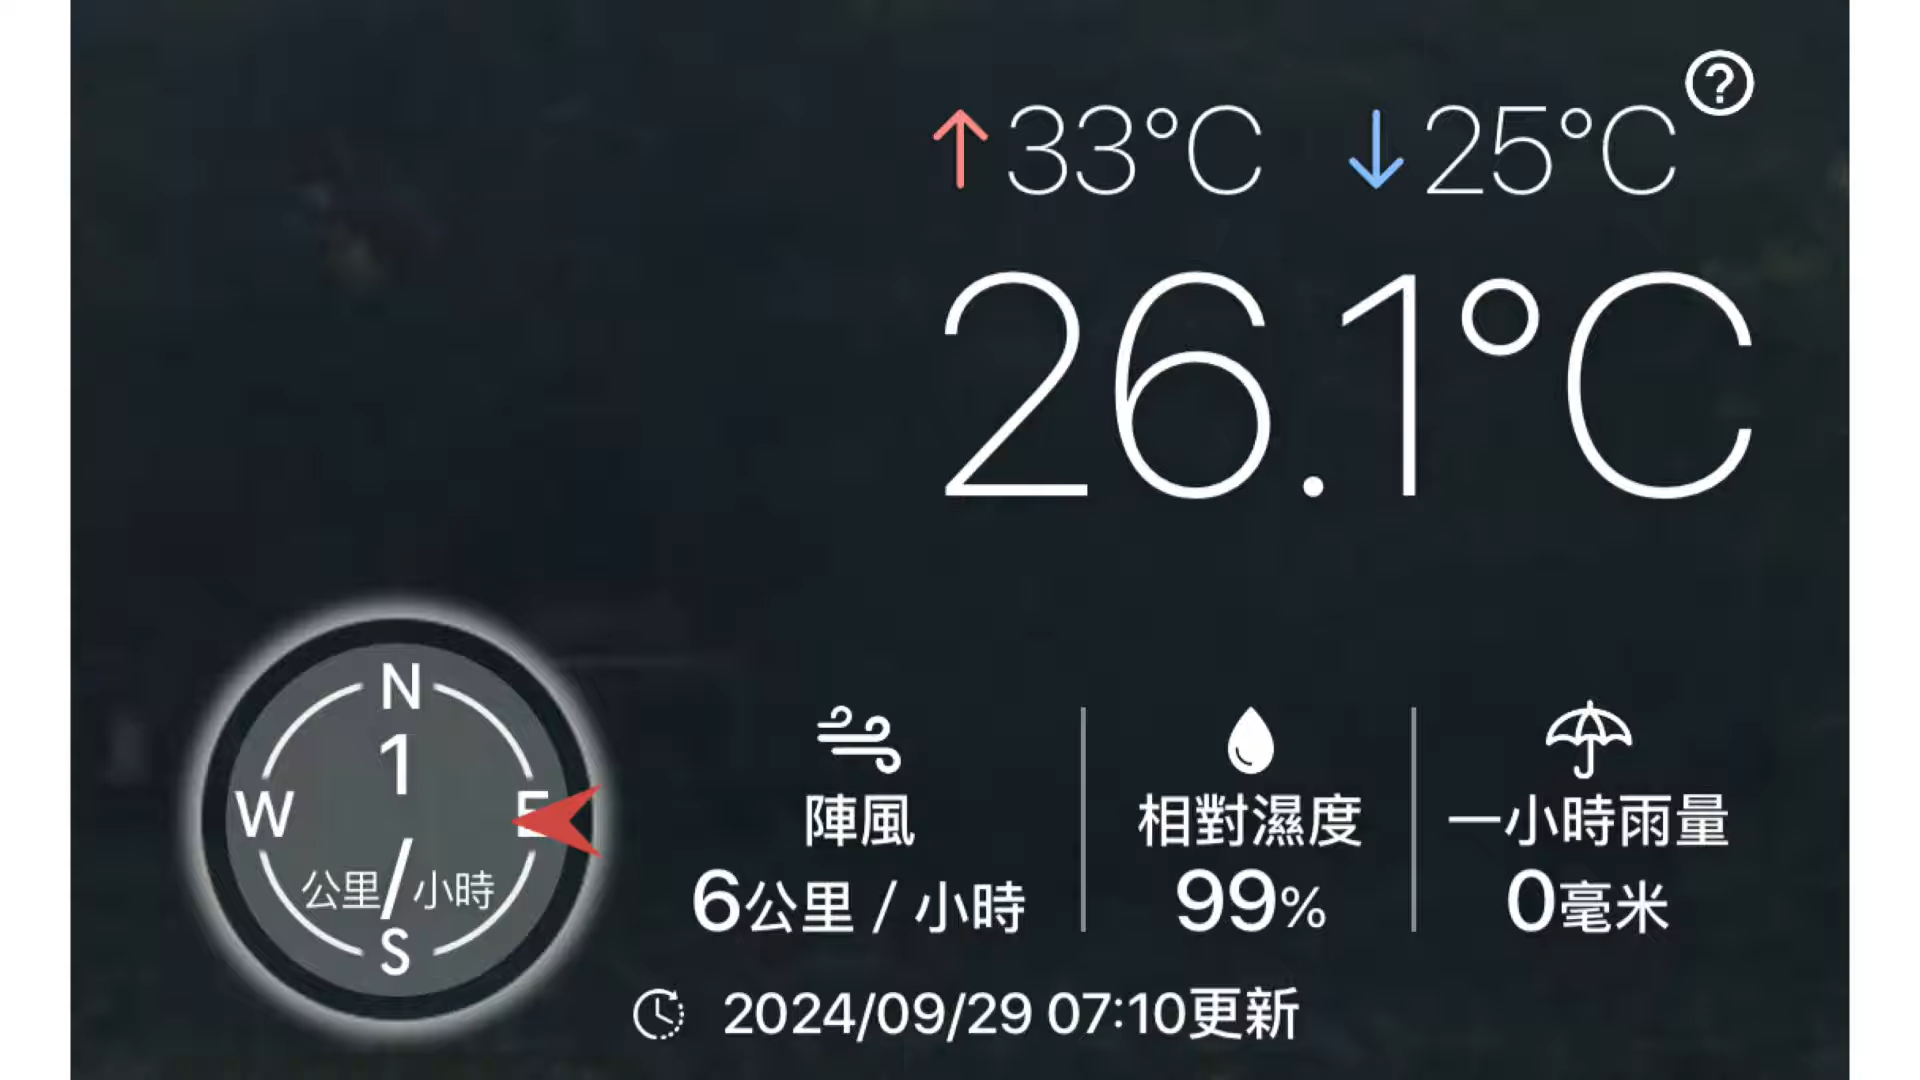 ?
↑33°C ↓25°C
26.1°C
N
1
W E
公里/小時
S
陣風 相對濕度 一小時雨量
6公里 / 小時 99% 0毫米
2024/09/29 07:10更新